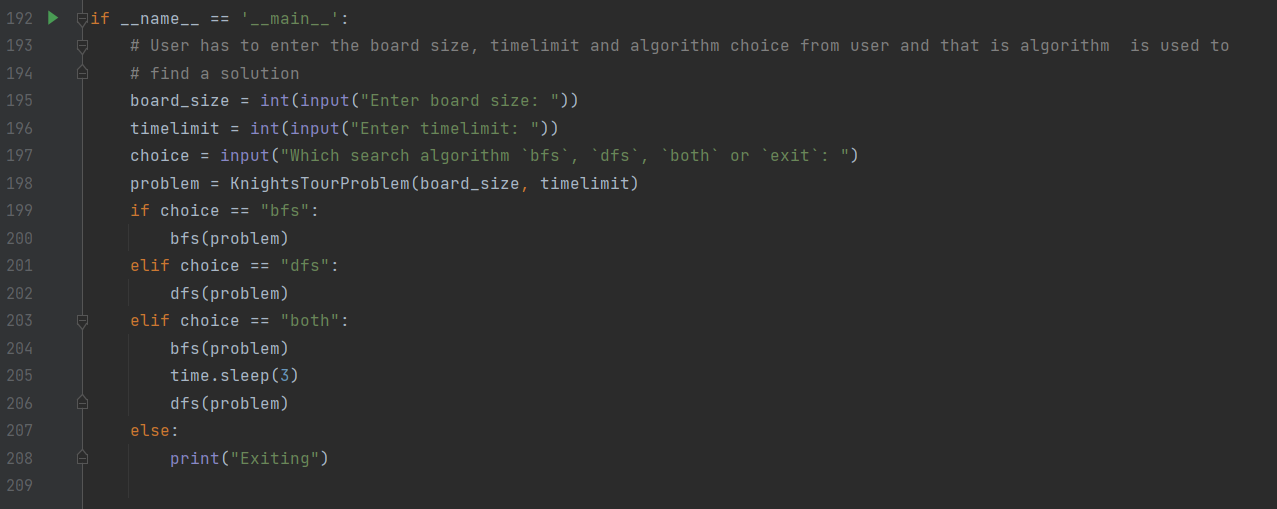 192 if __name__ == '__main__':
193     # User has to enter the board size, timelimit and algorithm choice from user and that is algorithm  is used to
194     # find a solution
195     board_size = int(input("Enter board size: "))
196     timelimit = int(input("Enter timelimit: "))
197     choice = input("Which search algorithm `bfs`, `dfs`, `both` or `exit`: ")
198     problem = KnightsTourProblem(board_size, timelimit)
199     if choice == "bfs":
200         bfs(problem)
201     elif choice == "dfs":
202         dfs(problem)
203     elif choice == "both":
204         bfs(problem)
205         time.sleep(3)
206         dfs(problem)
207     else:
208         print("Exiting")
209